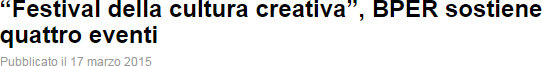 “Festival della cultura creativa”, BPER sostiene
quattro eventi
Pubblicato il 17 marzo 2015